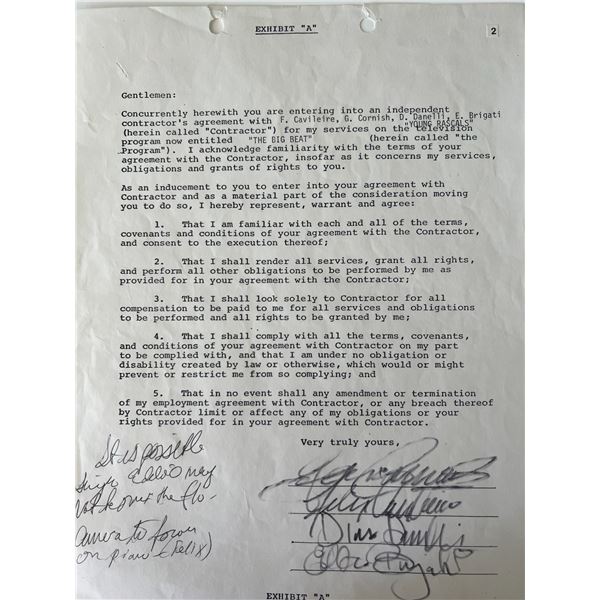 EXHIBIT "A"
2
Gentlemen:
Concurrently herewith you are entering into an independent
contractor's agreement with F. Cavileire, G. Cornish, D. Danelli, E. Brigati
"YOUNG RASCALS"
(herein called "Contractor") for my services on the television
program now entitled "THE BIG BEAT" (herein called "the
Program"). I acknowledge familiarity with the terms of your
agreement with the Contractor, insofar as it concerns my services,
obligations and grants of rights to you.
As an inducement to you to enter into your agreement with
Contractor and as a material part of the consideration moving
you to do so, I hereby represent, warrant and agree:
1. That I am familiar with each and all of the terms,
covenants and conditions of your agreement with the Contractor,
and consent to the execution thereof;
2. That I shall render all services, grant all rights,
and perform all other obligations to be performed by me as
provided for in your agreement with the Contractor;
3. That I shall look solely to Contractor for all
compensation to be paid to me for all services and obligations
to be performed and all rights to be granted by me;
4. That I shall comply with all the terms, covenants,
and conditions of your agreement with Contractor on my part
to be complied with, and that I am under no obligation or
disability created by law or otherwise, which would or might
prevent or restrict me from so complying; and
5. That in no event shall any amendment or termination
of my employment agreement with Contractor, or any breach thereof
by Contractor limit or affect any of my obligations or your
rights provided for in your agreement with Contractor.
Very truly yours,
possible
may
not the
on piano (Felix)
EXHIBIT "A"